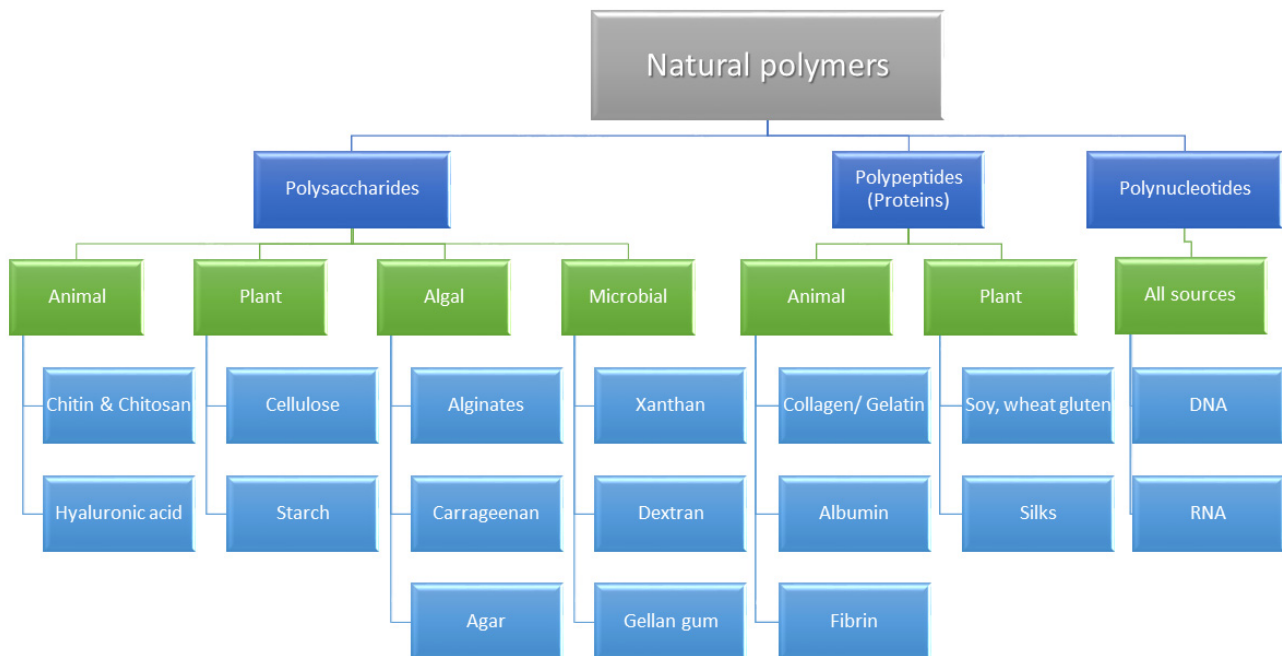 Natural polymers
Polysaccharides
Polypeptides
(Proteins)
Polynucleotides
Animal
Plant
Algal
Microbial
Animal
Plant
All sources
Chitin & Chitosan
Cellulose
Alginates
Xanthan
Collagen/ Gelatin
Soy, wheat gluten
DNA
Hyaluronic acid
Starch
Carrageenan
Dextran
Albumin
Silks
RNA
Agar
Gellan gum
Fibrin